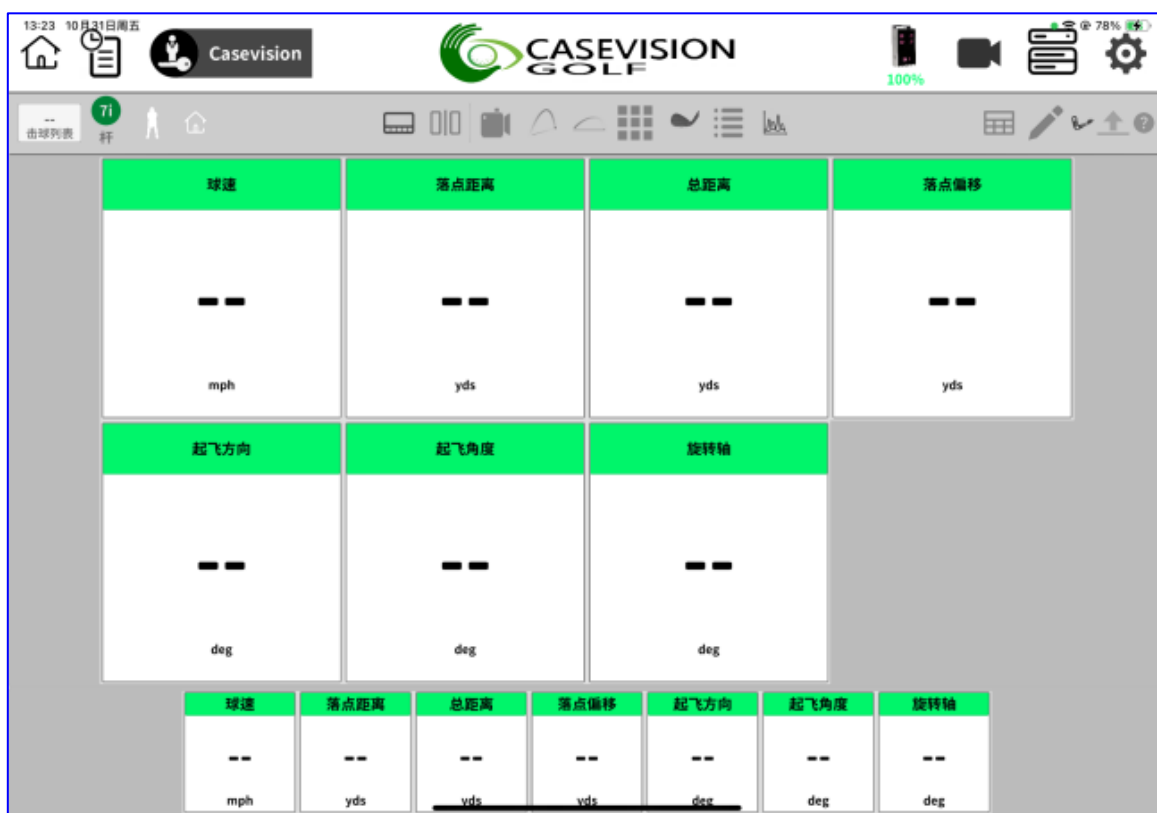 13:23 10月31日周五
78%
Casevision
CASEVISION
GOLF
100%
--
击球列表
7i
杆
?
球速 落点距离 总距离 落点偏移
-- -- -- --
mph yds yds yds
起飞方向 起飞角度 旋转轴
-- -- --
deg deg deg
球速 落点距离 总距离 落点偏移 起飞方向 起飞角度 旋转轴
-- -- -- -- -- -- --
mph yds yds yds deg deg deg